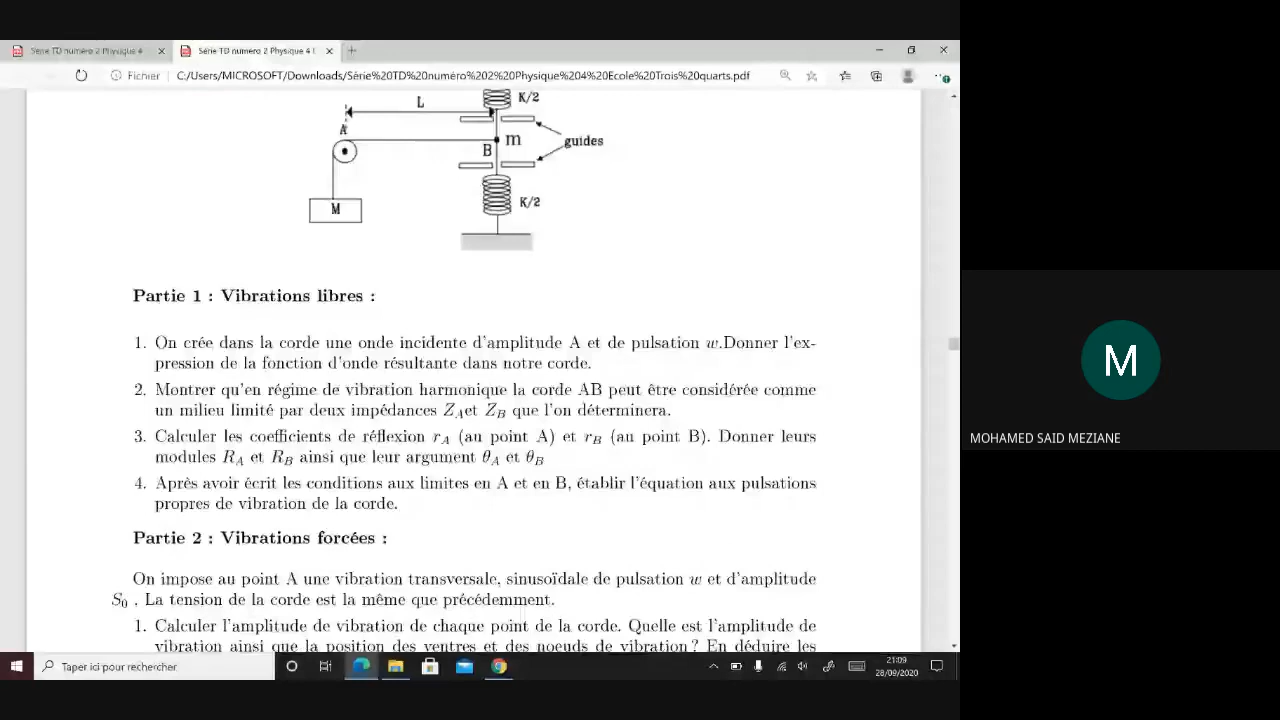 Série TD numéro 2 Physique 4
Série TD numéro 2 Physique 4 l
Fichier C:/Users/MICROSOFT/Downloads/Série%20TD%20numéro%202%20Physique%204%20Ecole%20Trois%20quarts.pdf
L
K/2
A
m
guides
B
K/2
M
Partie 1 : Vibrations libres :
1. On crée dans la corde une onde incidente d'amplitude A et de pulsation w.Donner l'ex-
pression de la fonction d'onde résultante dans notre corde.
2. Montrer qu'en régime de vibration harmonique la corde AB peut être considérée comme
un milieu limité par deux impédances Z_A et Z_B que l'on déterminera.
3. Calculer les coefficients de réflexion r_A (au point A) et r_B (au point B). Donner leurs
modules R_A et R_B ainsi que leur argument θ_A et θ_B
4. Après avoir écrit les conditions aux limites en A et en B, établir l'équation aux pulsations
propres de vibration de la corde.
Partie 2 : Vibrations forcées :
On impose au point A une vibration transversale, sinusoïdale de pulsation w et d'amplitude
S_0 . La tension de la corde est la même que précédemment.
1. Calculer l'amplitude de vibration de chaque point de la corde. Quelle est l'amplitude de
vibration ainsi que la position des ventres et des noeuds de vibration ? En déduire les
Taper ici pour rechercher
21:09
28/09/2020
M
MOHAMED SAID MEZIANE